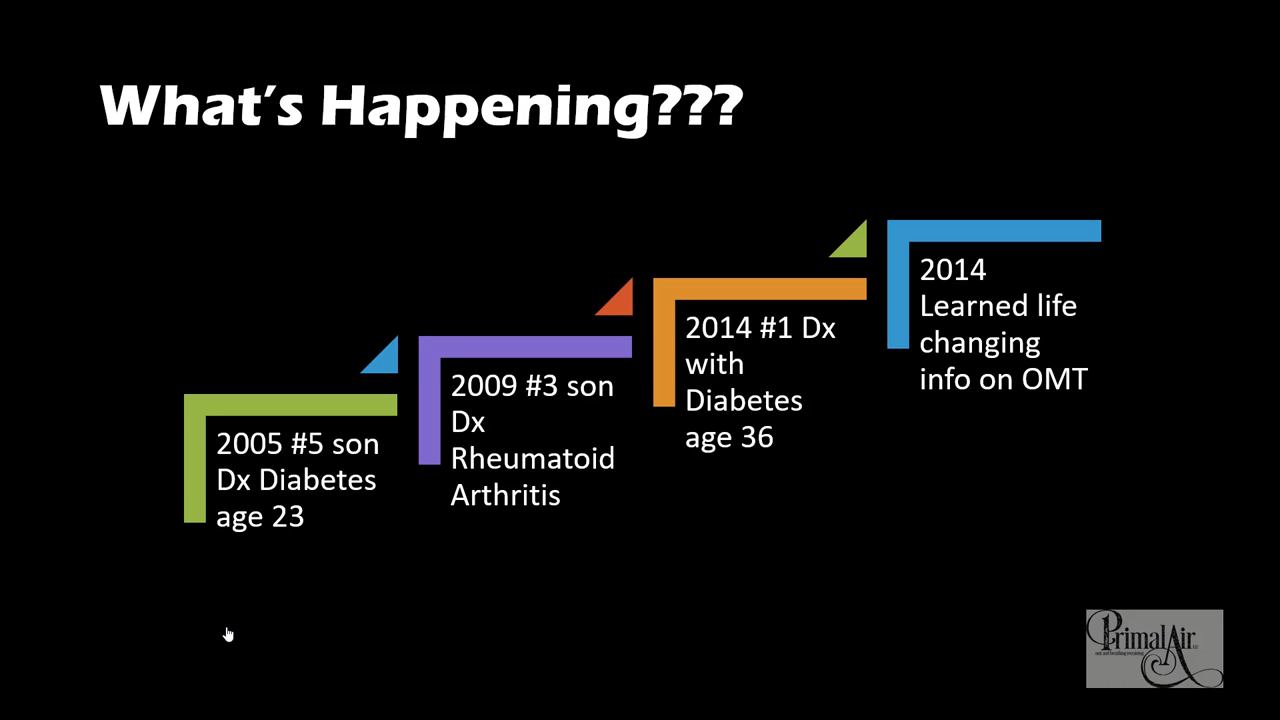 What's Happening???
2005 #5 son
Dx Diabetes
age 23
2009 #3 son
Dx
Rheumatoid
Arthritis
2014 #1 Dx
with
Diabetes
age 36
2014
Learned life
changing
info on OMT
PrimalAir